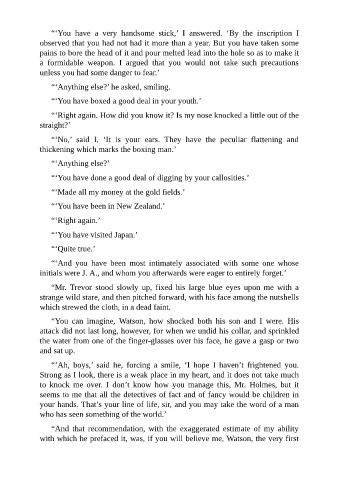 “‘You have a very handsome stick,’ I answered. ‘By the inscription I
observed that you had not had it more than a year. But you have taken some
pains to bore the head of it and pour melted lead into the hole so as to make it
a formidable weapon. I argued that you would not take such precautions
unless you had some danger to fear.’
“‘Anything else?’ he asked, smiling.
“‘You have boxed a good deal in your youth.’
“‘Right again. How did you know it? Is my nose knocked a little out of the
straight?’
“‘No,’ said I. ‘It is your ears. They have the peculiar flattening and
thickening which marks the boxing man.’
“‘Anything else?’
“‘You have done a good deal of digging by your callosities.’
“‘Made all my money at the gold fields.’
“‘You have been in New Zealand.’
“‘Right again.’
“‘You have visited Japan.’
“‘Quite true.’
“‘And you have been most intimately associated with some one whose
initials were J. A., and whom you afterwards were eager to entirely forget.’
“Mr. Trevor stood slowly up, fixed his large blue eyes upon me with a
strange wild stare, and then pitched forward, with his face among the nutshells
which strewed the cloth, in a dead faint.
“You can imagine, Watson, how shocked both his son and I were. His
attack did not last long, however, for when we undid his collar, and sprinkled
the water from one of the finger-glasses over his face, he gave a gasp or two
and sat up.
“‘Ah, boys,’ said he, forcing a smile, ‘I hope I haven’t frightened you.
Strong as I look, there is a weak place in my heart, and it does not take much
to knock me over. I don’t know how you manage this, Mr. Holmes, but it
seems to me that all the detectives of fact and of fancy would be children in
your hands. That’s your line of life, sir, and you may take the word of a man
who has seen something of the world.’
“And that recommendation, with the exaggerated estimate of my ability
with which he prefaced it, was, if you will believe me, Watson, the very first